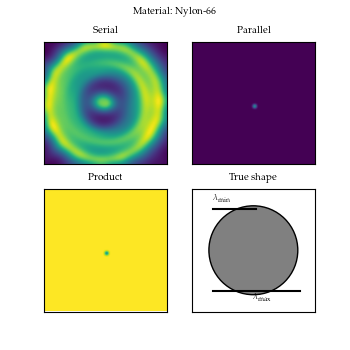 Material: Nylon-66
Serial
Parallel
Product
True shape
λmin
λmax